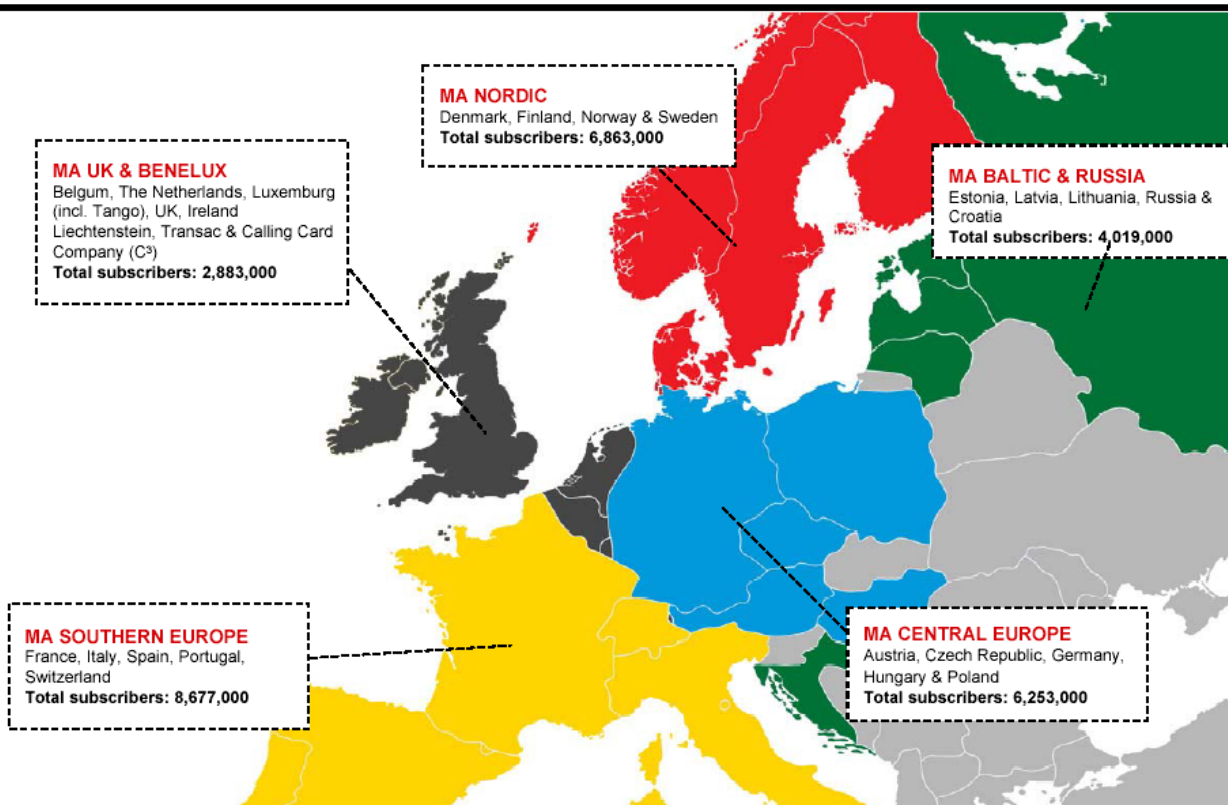 MA NORDIC
Denmark, Finland, Norway & Sweden
Total subscribers: 6,863,000
MA UK & BENELUX
Belgum, The Netherlands, Luxemburg
(incl. Tango), UK, Ireland
Liechtenstein, Transac & Calling Card
Company (C³)
Total subscribers: 2,883,000
MA BALTIC & RUSSIA
Estonia, Latvia, Lithuania, Russia &
Croatia
Total subscribers: 4,019,000
MA SOUTHERN EUROPE
France, Italy, Spain, Portugal,
Switzerland
Total subscribers: 8,677,000
MA CENTRAL EUROPE
Austria, Czech Republic, Germany,
Hungary & Poland
Total subscribers: 6,253,000